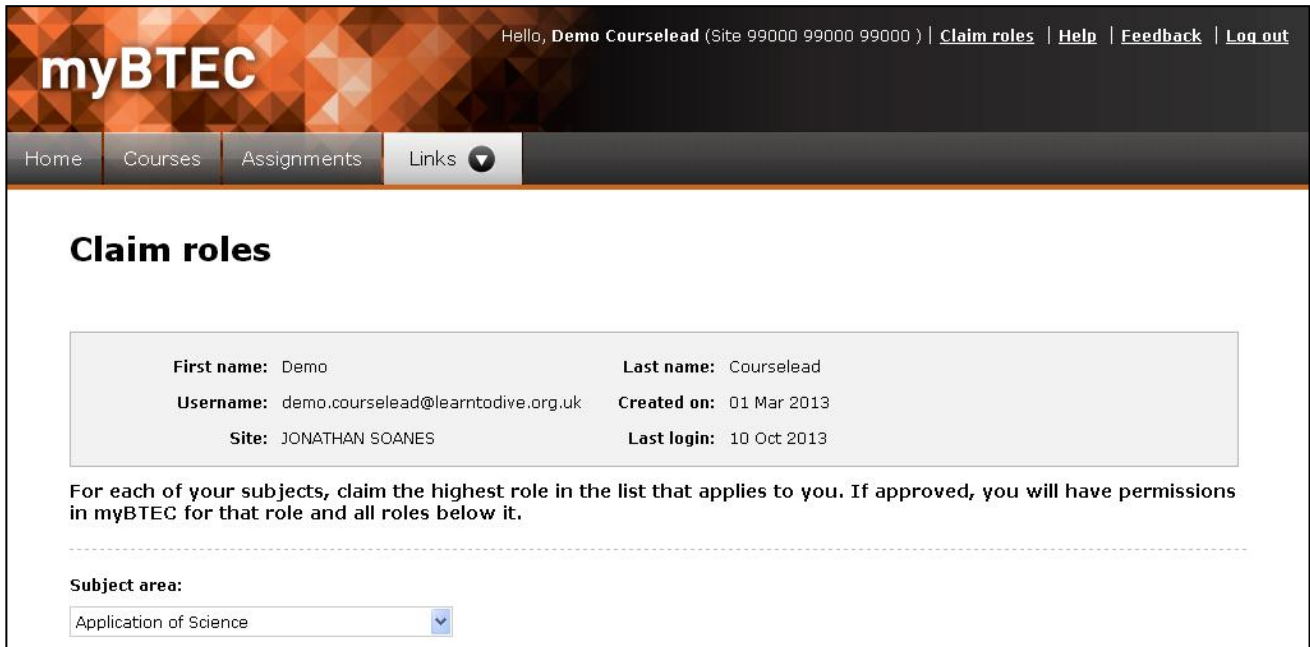 Hello, Demo Courselead (Site 99000 99000 99000 ) | Claim roles | Help | Feedback | Log out
myBTEC
Home Courses Assignments Links
Claim roles
First name: Demo Last name: Courselead
Username: demo.courselead@learntodive.org.uk Created on: 01 Mar 2013
Site: JONATHAN SOANES Last login: 10 Oct 2013
For each of your subjects, claim the highest role in the list that applies to you. If approved, you will have permissions
in myBTEC for that role and all roles below it.
Subject area:
Application of Science